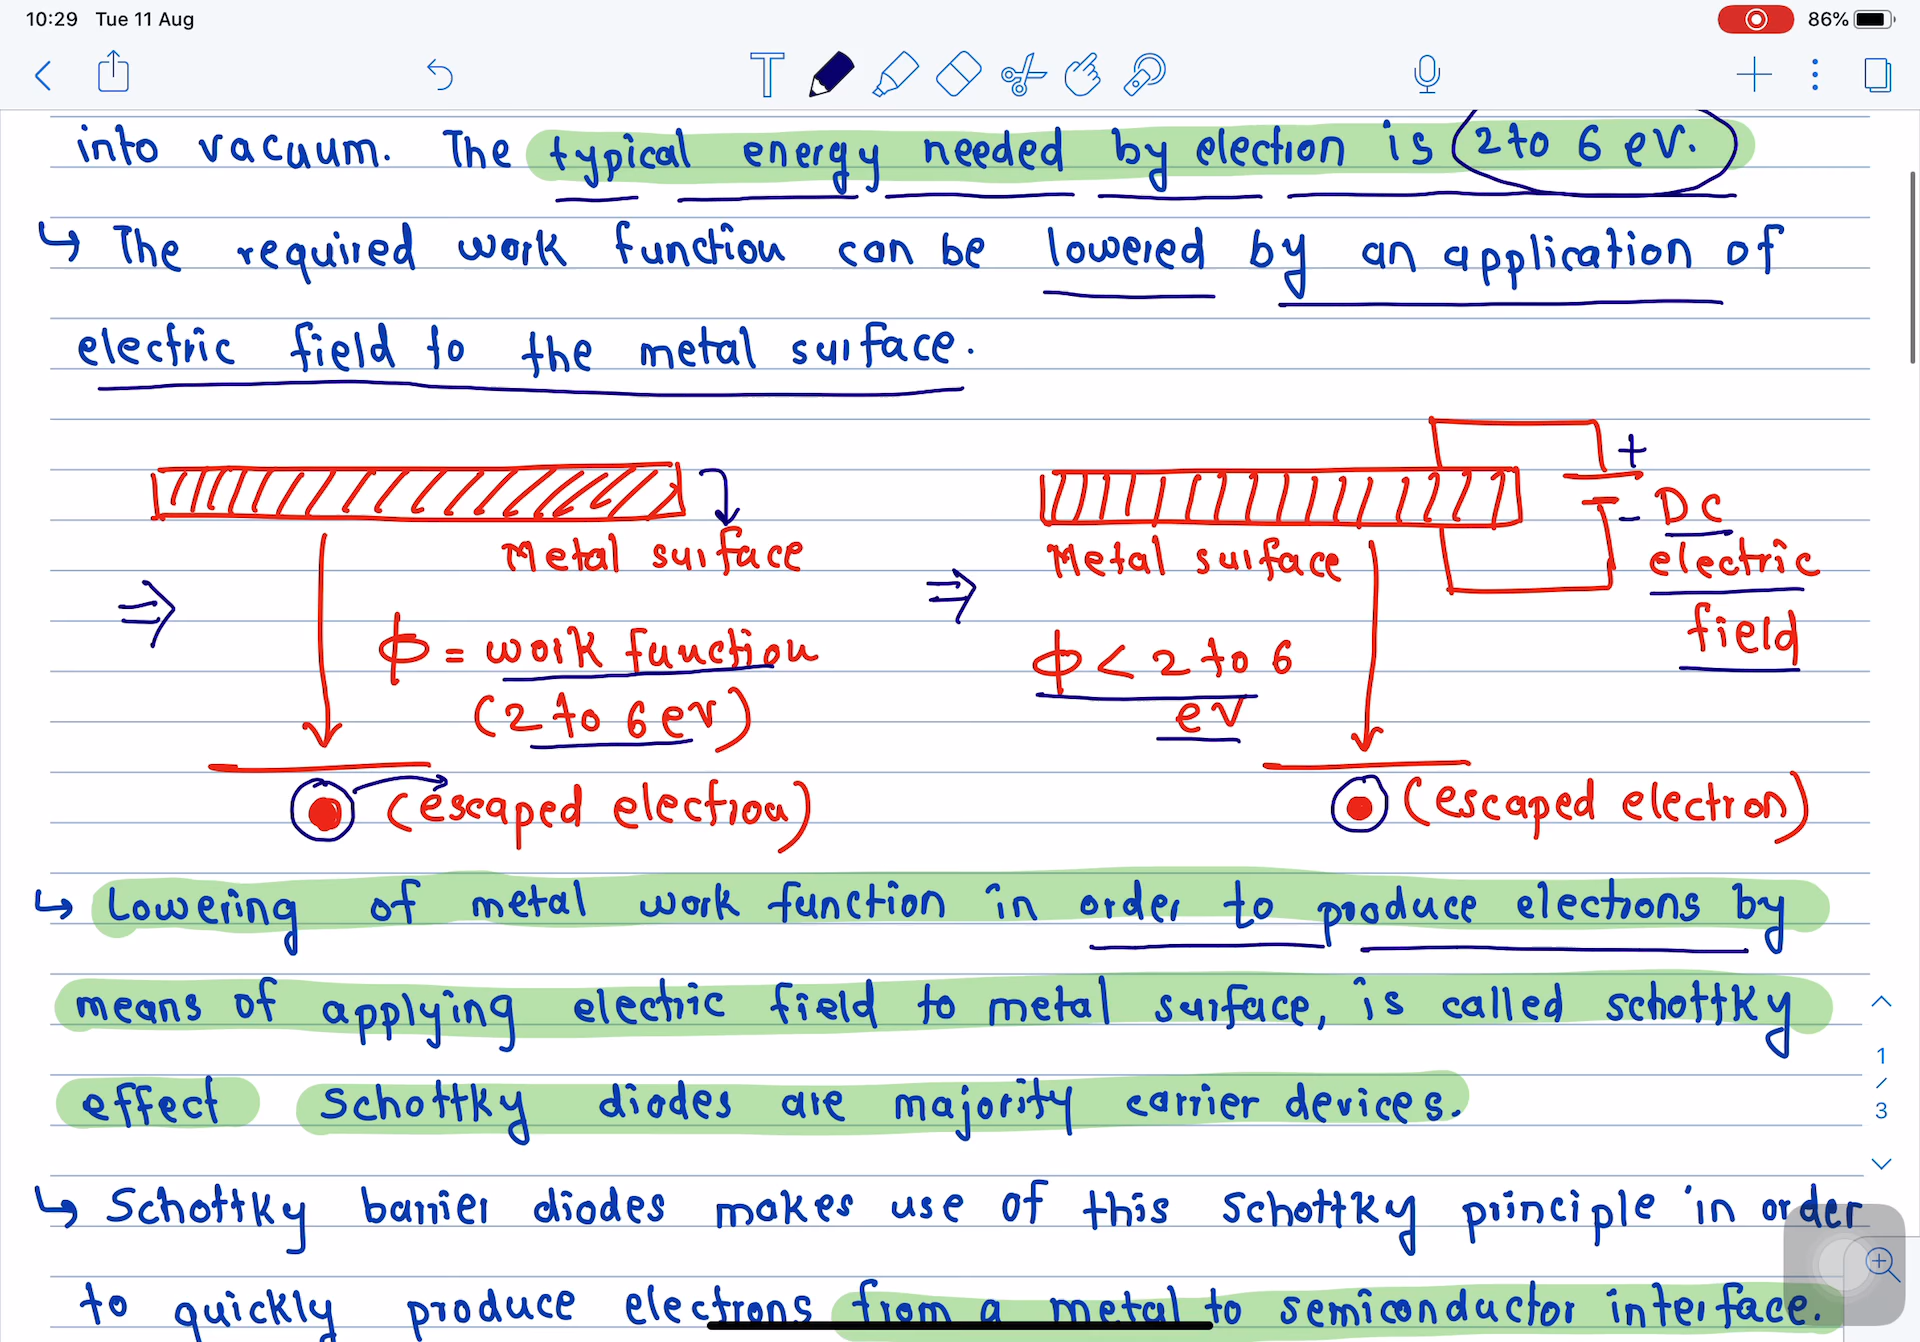 10:29 Tue 11 Aug
86%
into vacuum. The typical energy needed by electron is 2 to 6 eV.
↳ The required work function can be lowered by an application of
electric field to the metal surface.
+
- DC
electric
field
Metal surface
⇒
ϕ = work function
(2 to 6 eV)
(escaped electron)
Metal surface
⇒
ϕ < 2 to 6
eV
(escaped electron)
↳ Lowering of metal work function in order to produce electrons by
means of applying electric field to metal surface, is called schottky
effect Schottky diodes are majority carrier devices.
1
/
3
↳ Schottky barrier diodes makes use of this Schottky principle in order
to quickly produce electrons from a metal to semiconductor interface.